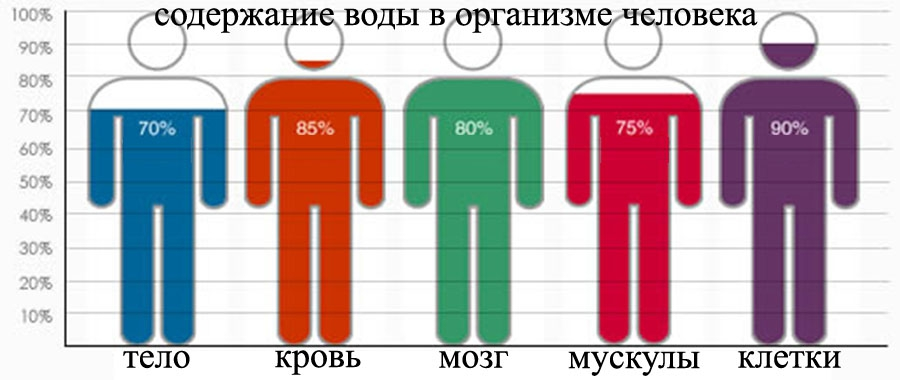 содержание воды в организме человека
100%
90%
80%
70%
60%
50%
40%
30%
20%
10%
70%
85%
80%
75%
90%
тело
кровь
мозг
мускулы
клетки